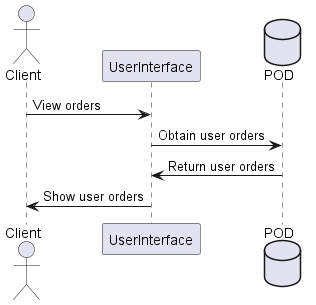 Client
UserInterface
POD
View orders
Obtain user orders
Return user orders
Show user orders
Client
UserInterface
POD